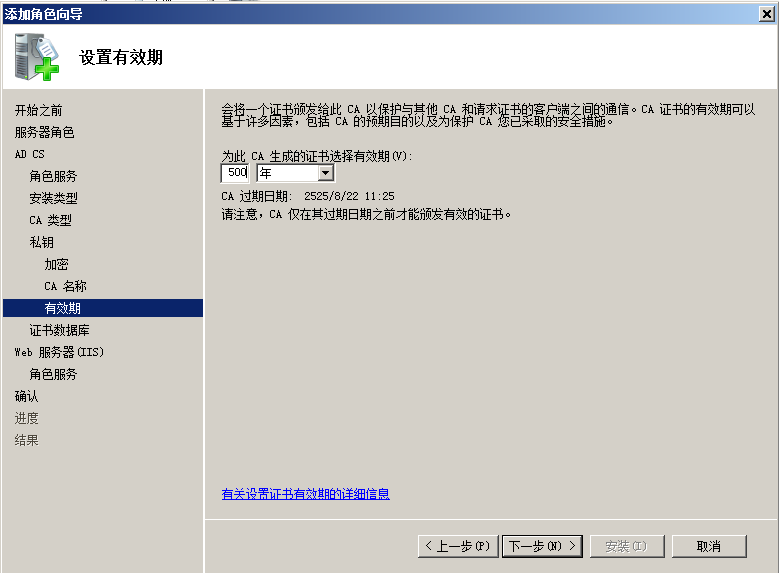 添加角色向导
设置有效期
开始之前
服务器角色
AD CS
角色服务
安装类型
CA 类型
私钥
加密
CA 名称
有效期
证书数据库
Web 服务器(IIS)
角色服务
确认
进度
结果
会将一个证书颁发给此 CA 以保护与其他 CA 和请求证书的客户端之间的通信。CA 证书的有效期可以
基于许多因素，包括 CA 的预期目的以及为保护 CA 您已采取的安全措施。
为此 CA 生成的证书选择有效期(V):
500 年
CA 过期日期: 2525/8/22 11:25
请注意，CA 仅在其过期日期之前才能颁发有效的证书。
有关设置证书有效期的详细信息
< 上一步(P) 下一步(N) > 安装(I) 取消